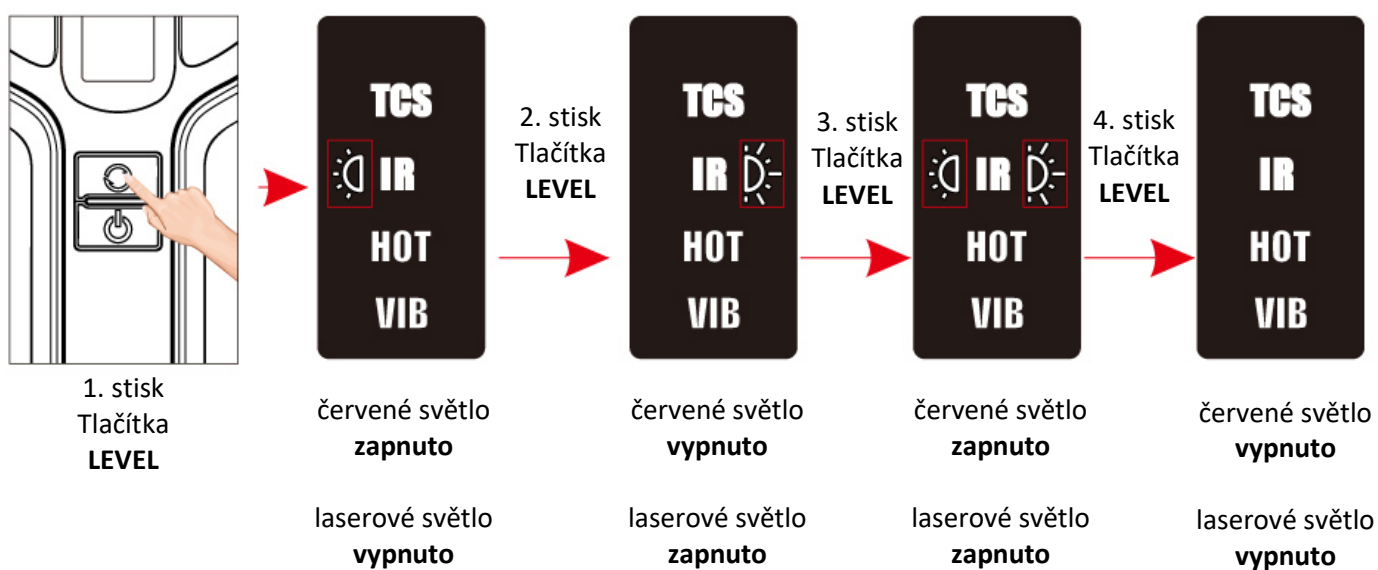 1. stisk
Tlačítka
LEVEL
TCS
IR
HOT
VIB
červené světlo
zapnuto
laserové světlo
vypnuto
2. stisk
Tlačítka
LEVEL
TCS
IR
HOT
VIB
červené světlo
vypnuto
laserové světlo
zapnuto
3. stisk
Tlačítka
LEVEL
TCS
IR
HOT
VIB
červené světlo
zapnuto
laserové světlo
zapnuto
4. stisk
Tlačítka
LEVEL
TCS
IR
HOT
VIB
červené světlo
vypnuto
laserové světlo
vypnuto